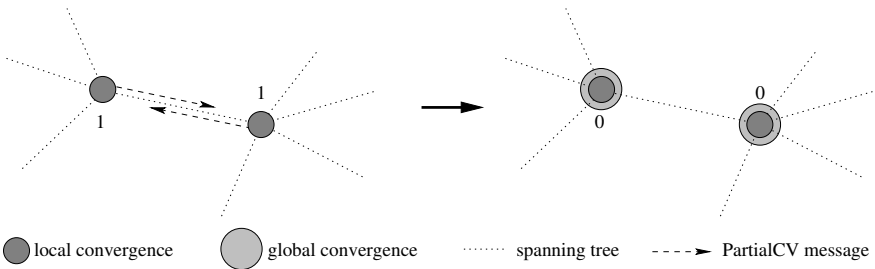 1
1
0
0
local convergence
global convergence
spanning tree
PartialCV message